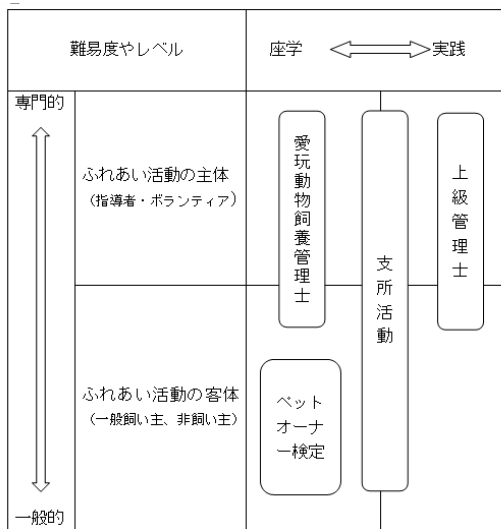 難易度やレベル
座学
実践
専門的
ふれあい活動の主体
（指導者・ボランティア）
愛玩動物飼養管理士
支所活動
上級管理士
ふれあい活動の客体
（一般飼い主、非飼い主）
ペット
オーナ
ー検定
一般的